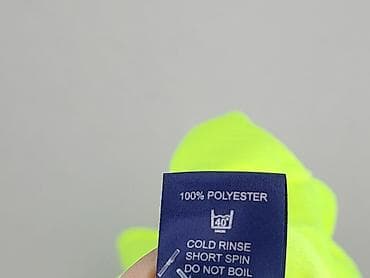 100% POLYESTER
40°
COLD RINSE
SHORT SPIN
DO NOT BOIL